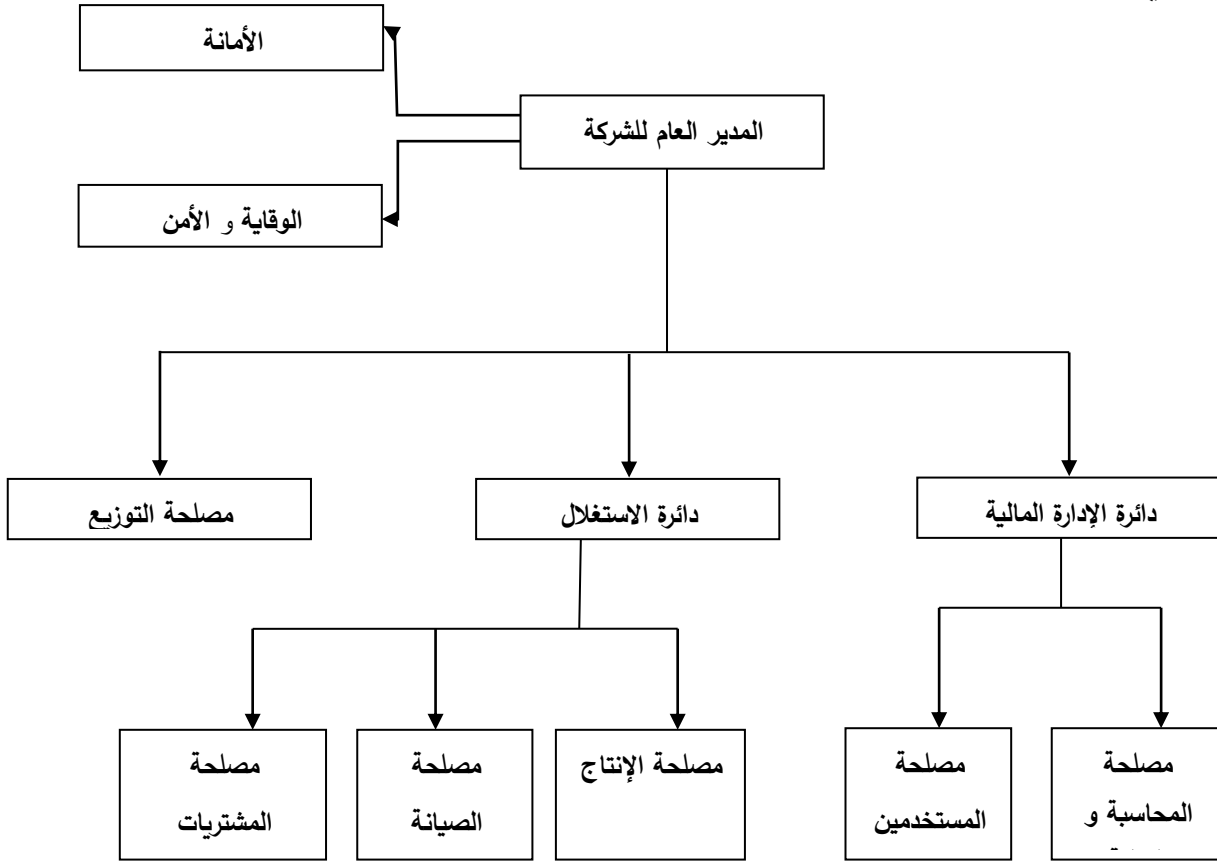 الأمانة
المدير العام للشركة
الوقاية و الأمن
دائرة الإدارة المالية
دائرة الاستغلال
مصلحة التوزيع
مصلحة
المحاسبة و
مصلحة
المستخدمين
مصلحة الإنتاج
مصلحة
الصيانة
مصلحة
المشتريات